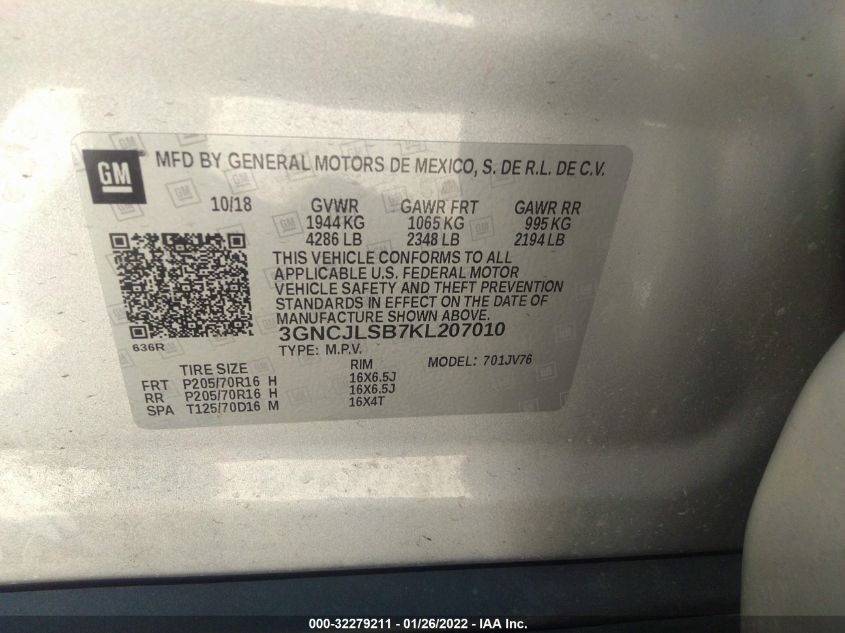 GM
MFD BY GENERAL MOTORS DE MEXICO, S. DE R.L. DE C.V.
10/18 GVWR GAWR FRT GAWR RR
1944 KG 1065 KG 995 KG
4286 LB 2348 LB 2194 LB
THIS VEHICLE CONFORMS TO ALL
APPLICABLE U.S. FEDERAL MOTOR
VEHICLE SAFETY AND THEFT PREVENTION
STANDARDS IN EFFECT ON THE DATE OF
MANUFACTURE SHOWN ABOVE.
636R 3GNCJLSB7KL207010
TYPE: M.P.V. MODEL: 701JV76
TIRE SIZE RIM
FRT P205/70R16 H 16X6.5J
RR P205/70R16 H 16X6.5J
SPA T125/70D16 M 16X4T
000-32279211 - 01/26/2022 - IAA Inc.